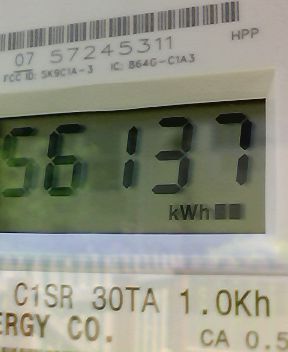 07 57245311
HPP
FCC ID: SK9C1A-3 IC: 864G-C1A3
56137
kWh
C1SR 30TA 1.0Kh
ERGY CO.
CA 0.5